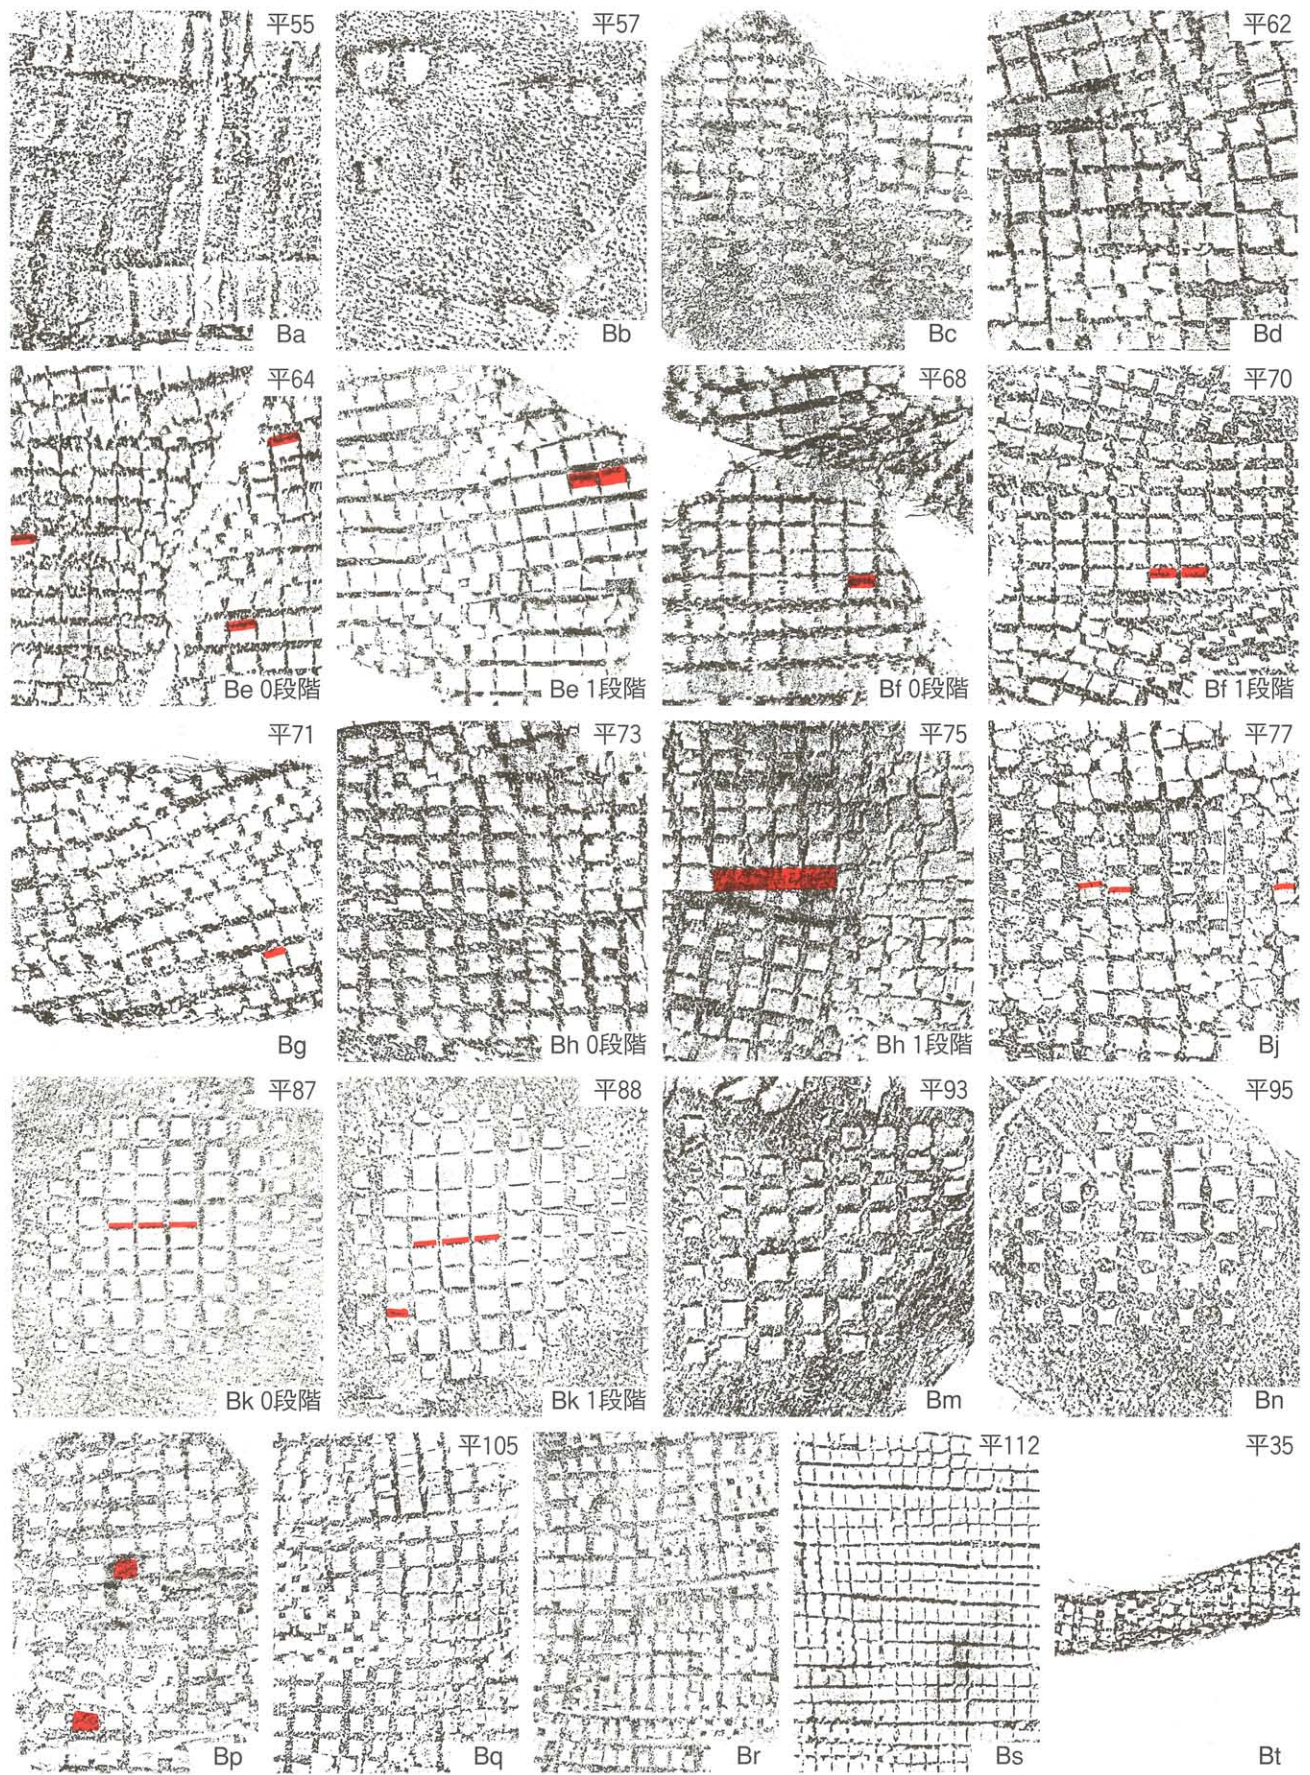 平55
平57
平62
Ba
Bb
Bc
Bd
平64
平68
平70
Be 0段階
Be 1段階
Bf 0段階
Bf 1段階
平71
平73
平75
平77
Bg
Bh 0段階
Bh 1段階
Bj
平87
平88
平93
平95
Bk 0段階
Bk 1段階
Bm
Bn
平105
平112
平35
Bp
Bq
Br
Bs
Bt